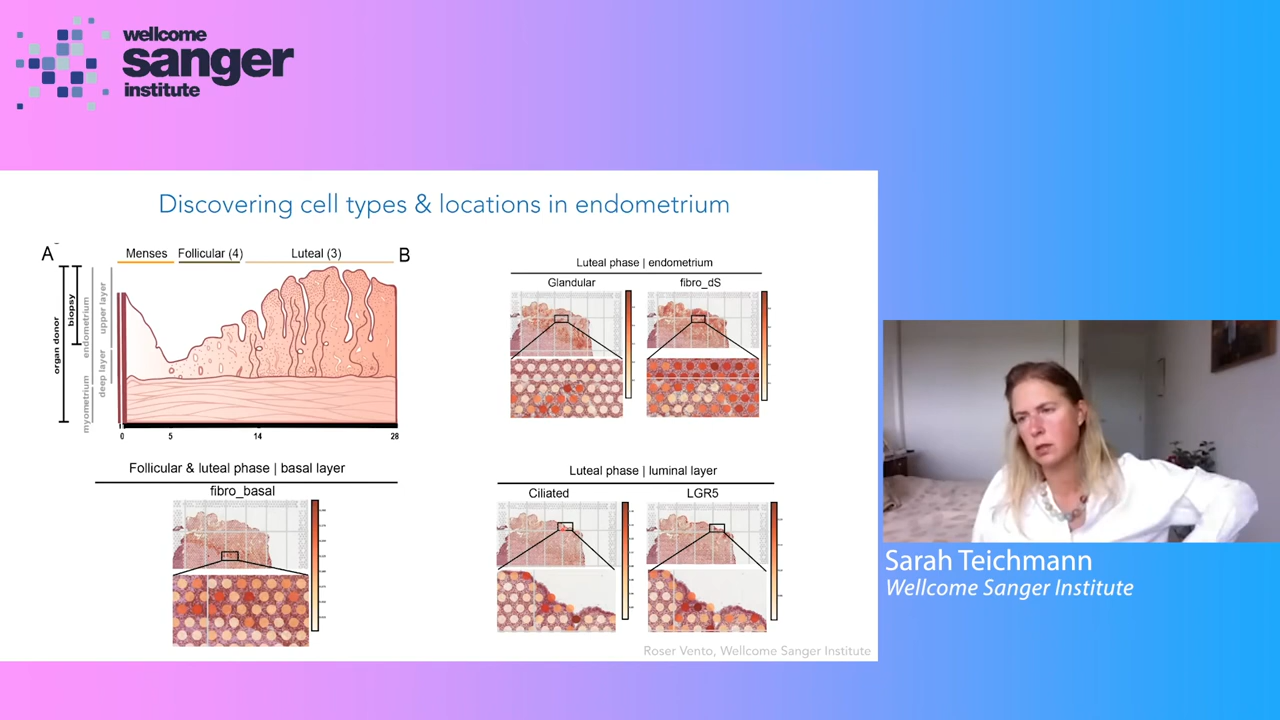 wellcome
sanger
institute
Discovering cell types & locations in endometrium
A
Menses
Follicular (4)
Luteal (3)
B
organ donor
biopsy
endometrium
myometrium
upper layer
deep layer
0
5
14
28
Luteal phase | endometrium
Glandular
fibro_dS
Follicular & luteal phase | basal layer
fibro_basal
Luteal phase | luminal layer
Ciliated
LGR5
Roser Vento, Wellcome Sanger Institute
Sarah Teichmann
Wellcome Sanger Institute